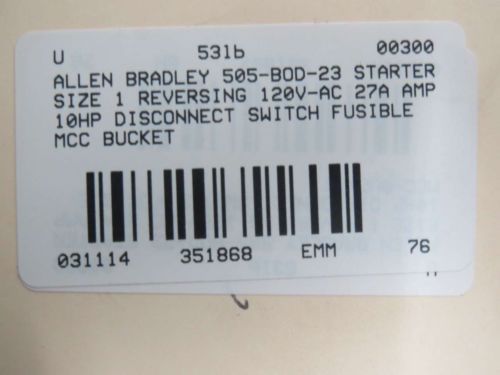 U 531b 00300
ALLEN BRADLEY 505-BOD-23 STARTER
SIZE 1 REVERSING 120V-AC 27A AMP
10HP DISCONNECT SWITCH FUSIBLE
MCC BUCKET
031114 351868 EMM 76